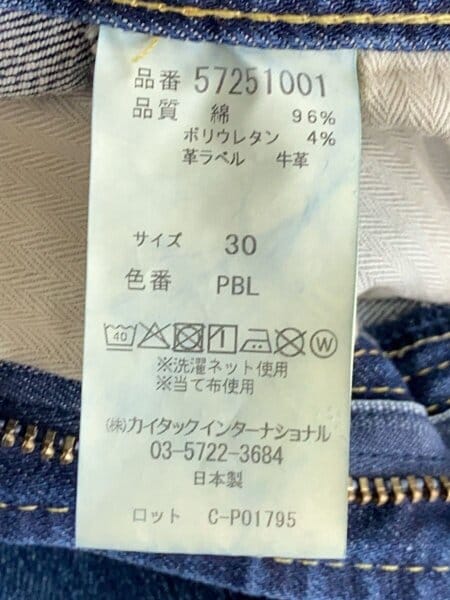 品番 57251001
品質 綿 96%
ポリウレタン 4%
革ラベル 牛革
サイズ 30
色番 PBL
40 W
※洗濯ネット使用
※当て布使用
㈱カイタックインターナショナル
03-5722-3684
日本製
ロット C-P01795